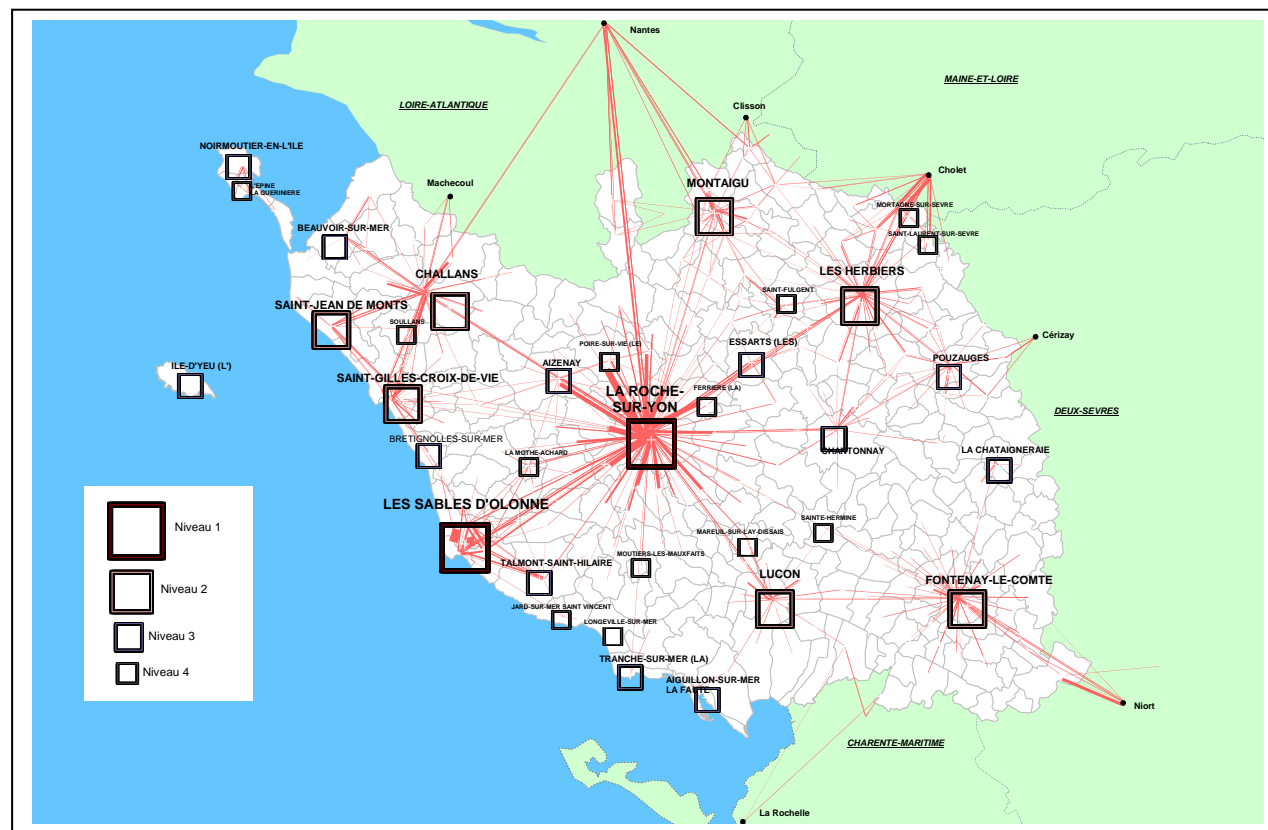 Nantes
MAINE-ET-LOIRE
LOIRE-ATLANTIQUE
Clisson
NOIRMOUTIER-EN-L'ILE
Cholet
MONTAIGU
Machecoul
L'EPINE
LA GUERINIERE
MORTAGNE-SUR-SEVRE
BEAUVOIR-SUR-MER
SAINT-LAURENT-SUR-SEVRE
CHALLANS
LES HERBIERS
SAINT-FULGENT
SAINT-JEAN DE MONTS
SOULLANS
Cérizay
POIRE-SUR-VIE (LE)
ESSARTS (LES)
AIZENAY
POUZAUGES
ILE-D'YEU (L')
SAINT-GILLES-CROIX-DE-VIE
FERRIERE (LA)
LA ROCHE-
SUR-YON
DEUX-SEVRES
BRETIGNOLLES-SUR-MER
CHANTONNAY
LA CHATAIGNERAIE
LA MOTHE-ACHARD
LES SABLES D'OLONNE
SAINTE-HERMINE
MAREUIL-SUR-LAY-DISSAIS
MOUTIERS-LES-MAUXFAITS
TALMONT-SAINT-HILAIRE
LUCON
FONTENAY-LE-COMTE
JARD-SUR-MER SAINT VINCENT
LONGEVILLE-SUR-MER
TRANCHE-SUR-MER (LA)
AIGUILLON-SUR-MER
LA FAUTE
Niort
CHARENTE-MARITIME
La Rochelle
Niveau 1
Niveau 2
Niveau 3
Niveau 4